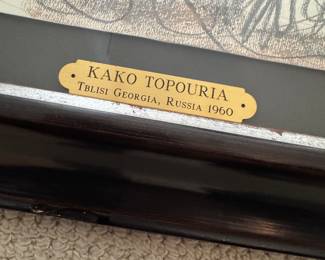 KAKO TOPOURIA
TBLISI GEORGIA, RUSSIA 1960